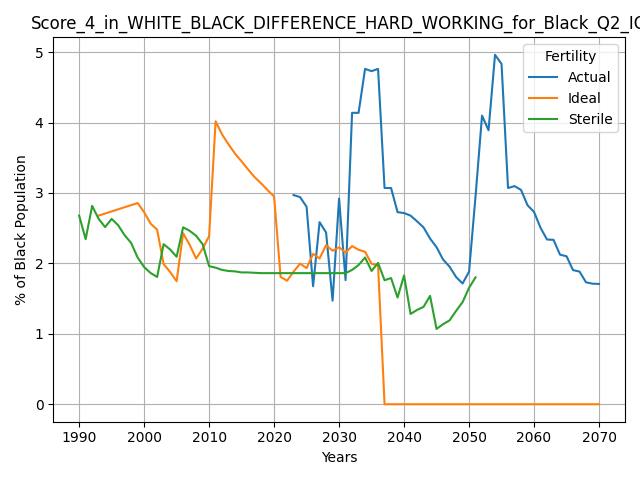 Score_4_in_WHITE_BLACK_DIFFERENCE_HARD_WORKING_for_Black_Q2_IC
Fertility
Actual
Ideal
Sterile
% of Black Population
5
4
3
2
1
0
1990 2000 2010 2020 2030 2040 2050 2060 2070
Years